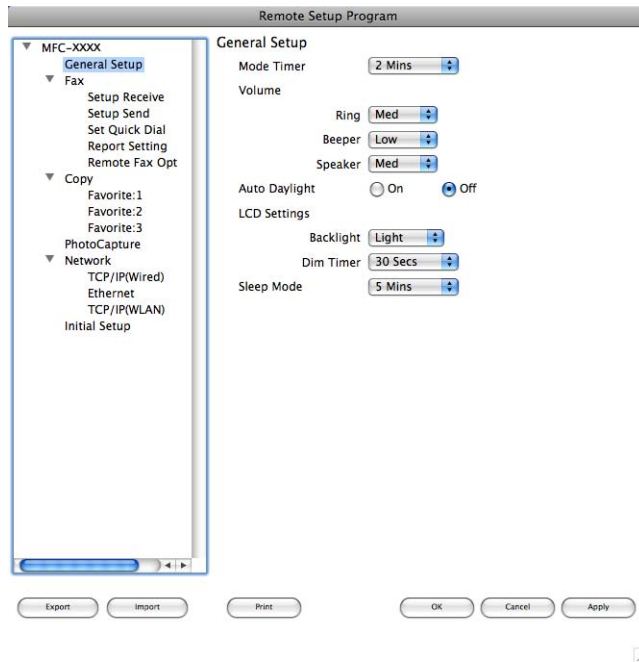 Remote Setup Program
MFC-XXXX
General Setup
Fax
Setup Receive
Setup Send
Set Quick Dial
Report Setting
Remote Fax Opt
Copy
Favorite:1
Favorite:2
Favorite:3
PhotoCapture
Network
TCP/IP(Wired)
Ethernet
TCP/IP(WLAN)
Initial Setup
General Setup
Mode Timer 2 Mins
Volume
Ring Med
Beeper Low
Speaker Med
Auto Daylight On Off
LCD Settings
Backlight Light
Dim Timer 30 Secs
Sleep Mode 5 Mins
Export Import Print OK Cancel Apply